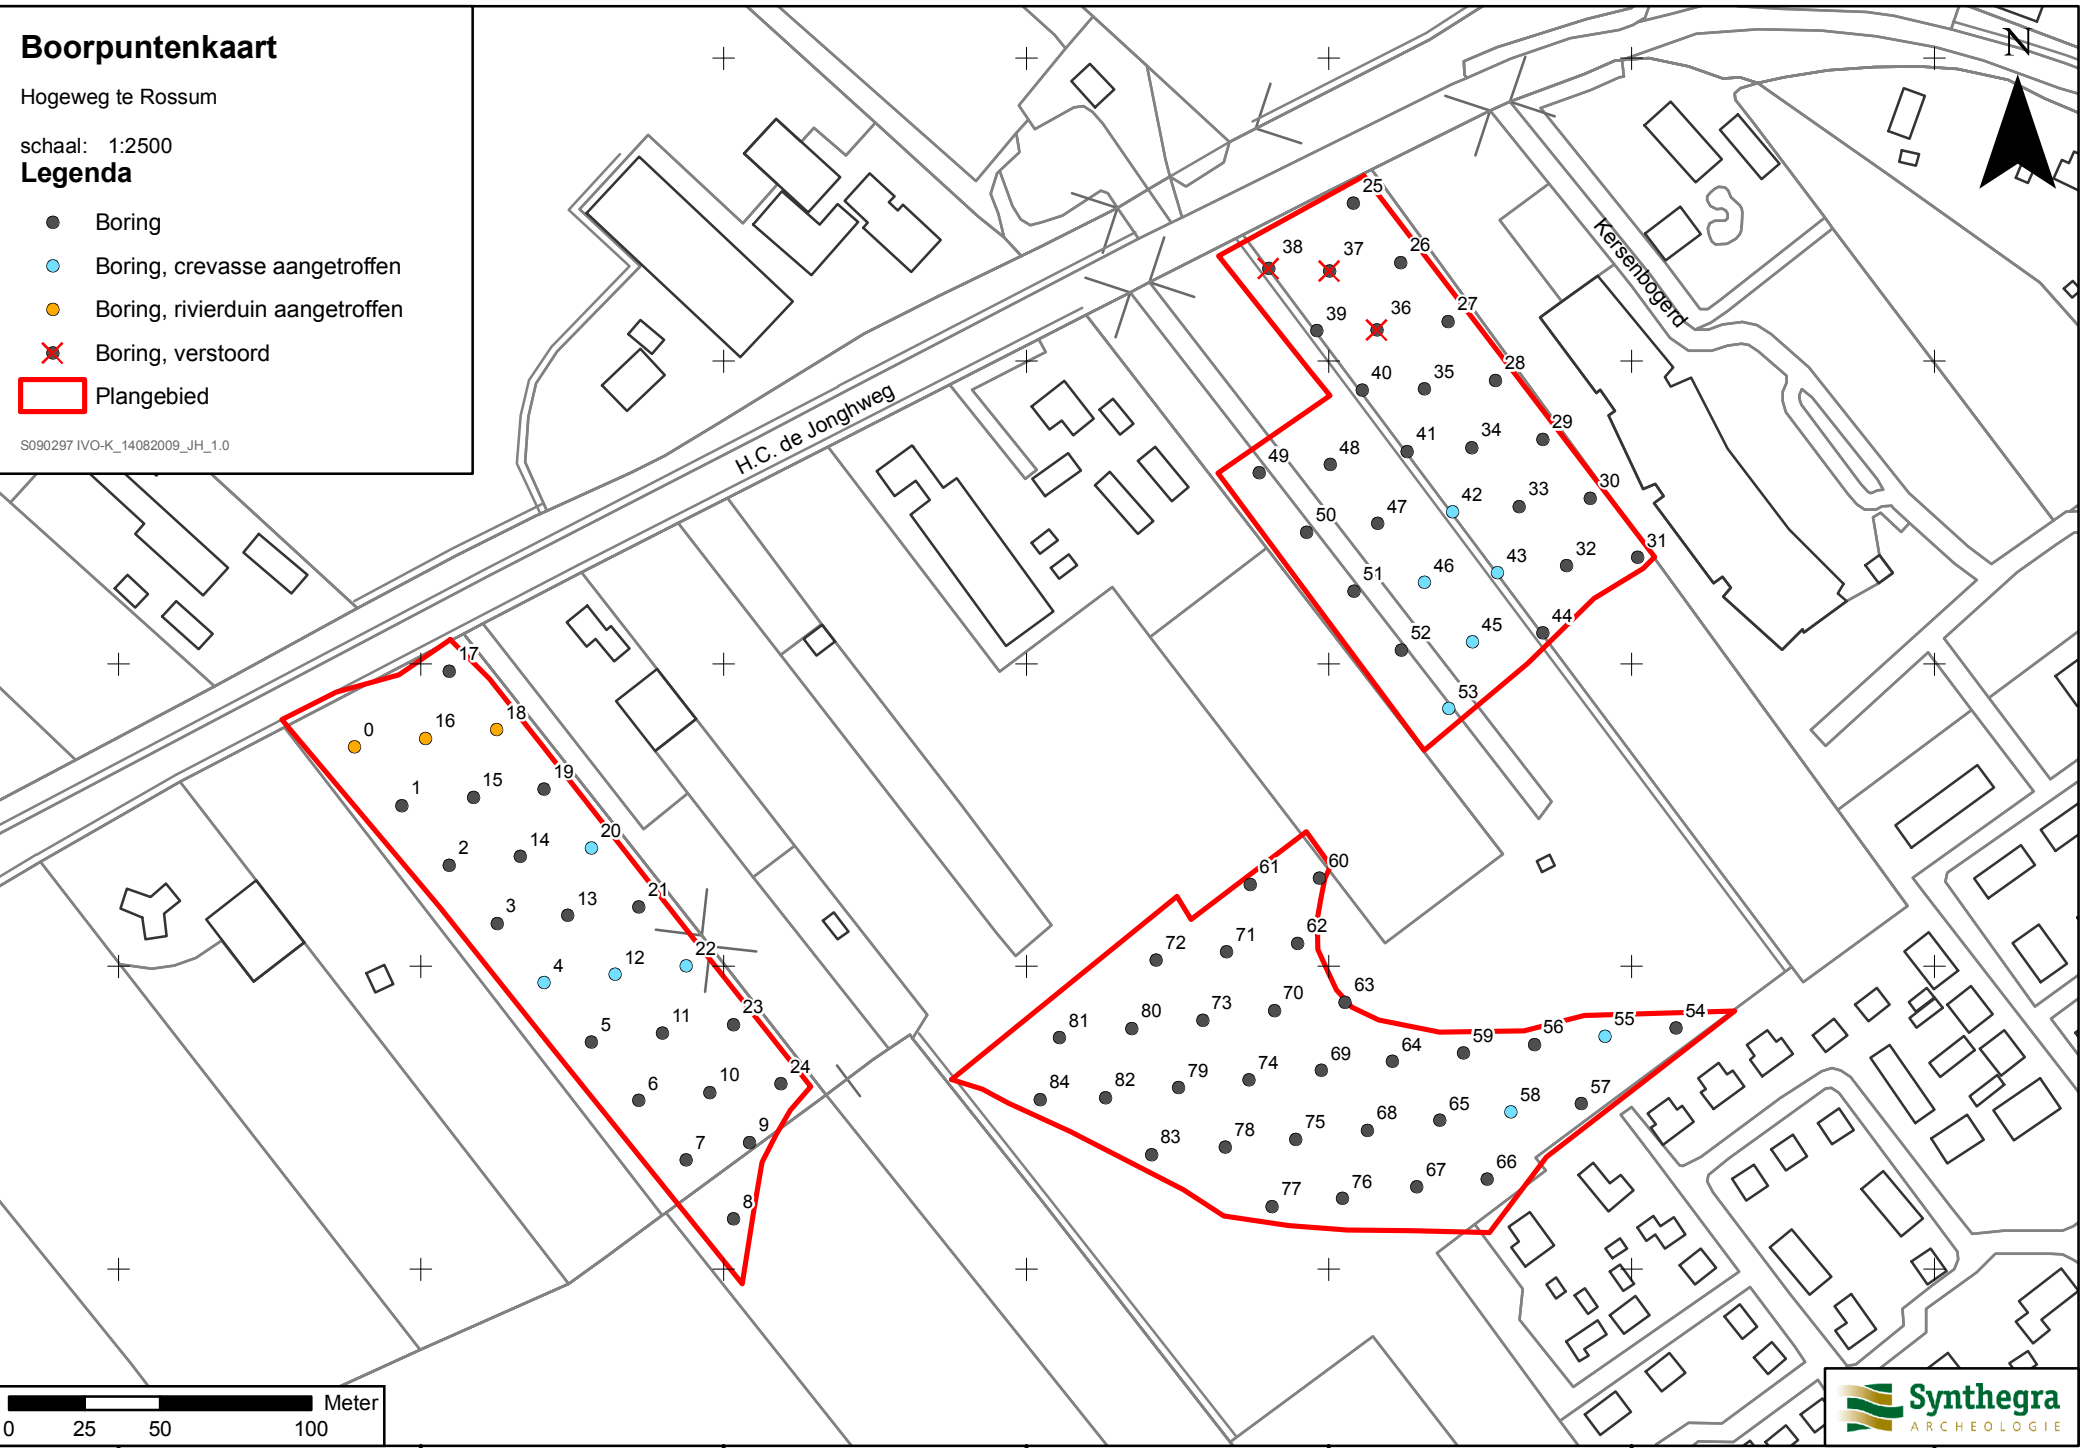 Boorpuntenkaart
Hogeweg te Rossum
schaal: 1:2500
Legenda
Boring
Boring, crevasse aangetroffen
Boring, rivierduin aangetroffen
Boring, verstoord
Plangebied
S090297 IVO-K_14082009_JH_1.0
N
Kersenbogerd
H.C. de Jonghweg
25
38 37 26
39 36 27
40 35 28
49 48 41 34 29
50 47 42 33 30
51 46 43 32 31
52 45 44
53
17
0 16 18
1 15 19
2 14 20
3 13 21
4 12 22
5 11 23
6 10 24
7 9
8
61 60
72 71 62
81 80 73 70 63
84 82 79 74 69 64 59 56 55 54
83 78 75 68 65 58 57
77 76 67 66
Meter
0 25 50 100
Synthegra
ARCHEOLOGIE